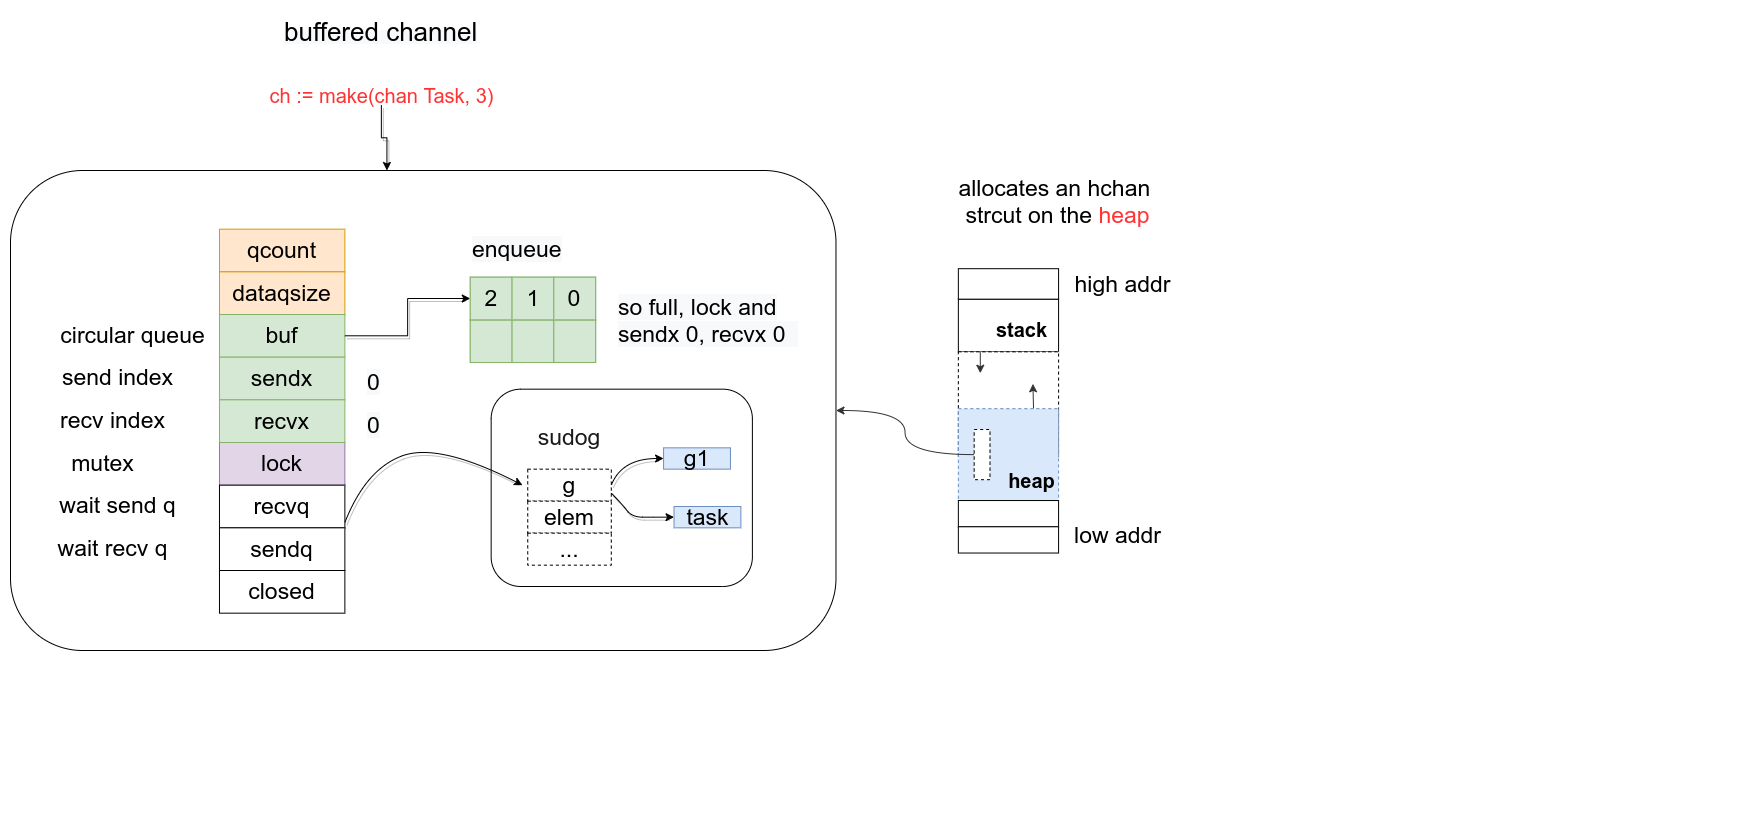 buffered channel
ch := make(chan Task, 3)
allocates an hchan
strcut on the heap
qcount
dataqsize
circular queue
buf
send index
sendx
0
recv index
recvx
0
mutex
lock
wait send q
recvq
wait recv q
sendq
closed
enqueue
2 1 0
so full, lock and
sendx 0, recvx 0
sudog
g
elem
...
g1
task
high addr
stack
heap
low addr